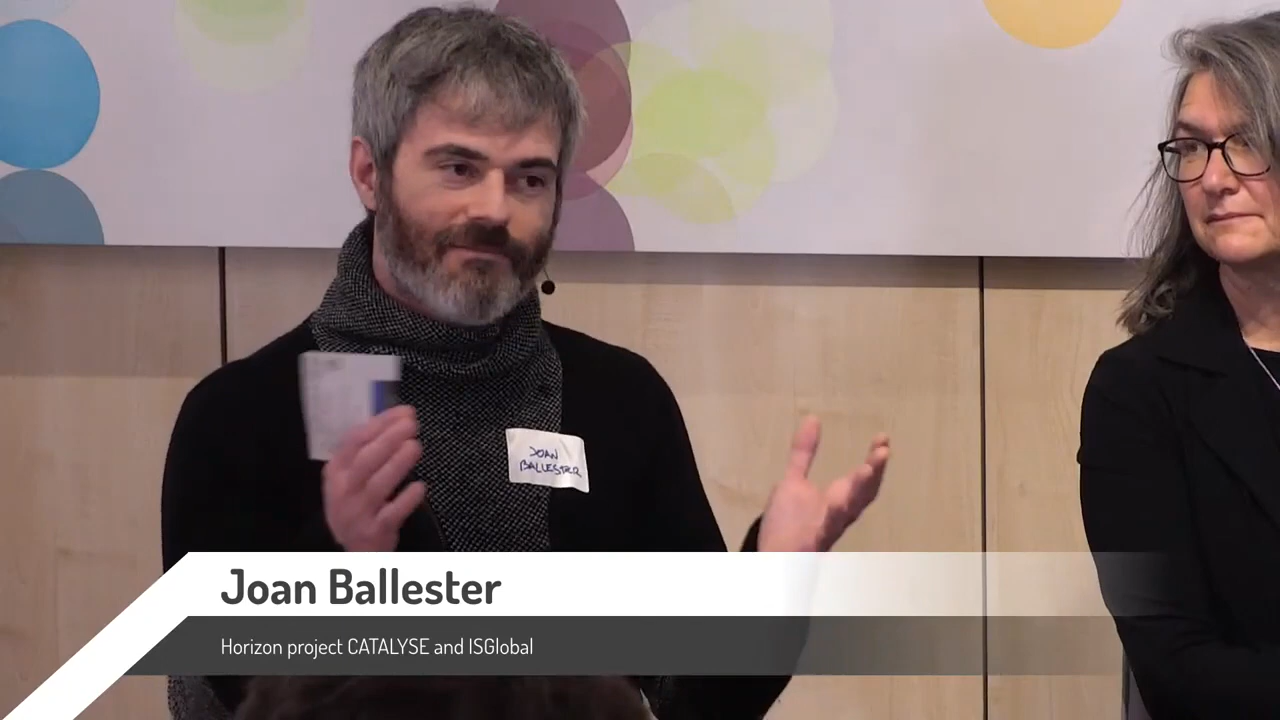 JOAN
BALLESTER
Joan Ballester
Horizon project CATALYSE and ISGlobal